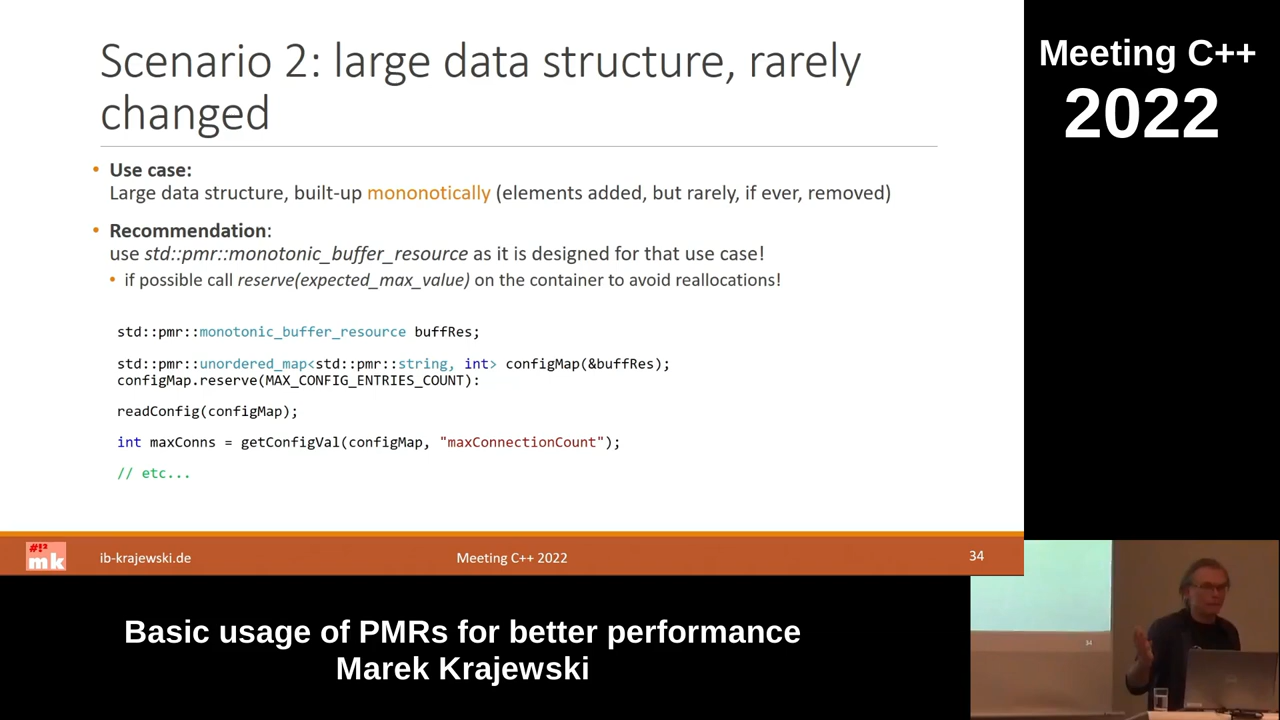 Scenario 2: large data structure, rarely
changed
• Use case:
Large data structure, built-up mononotically (elements added, but rarely, if ever, removed)
• Recommendation:
use std::pmr::monotonic_buffer_resource as it is designed for that use case!
• if possible call reserve(expected_max_value) on the container to avoid reallocations!
std::pmr::monotonic_buffer_resource buffRes;
std::pmr::unordered_map<std::pmr::string, int> configMap(&buffRes);
configMap.reserve(MAX_CONFIG_ENTRIES_COUNT):
readConfig(configMap);
int maxConns = getConfigVal(configMap, "maxConnectionCount");
// etc...
#!²
mk
ib-krajewski.de
Meeting C++ 2022
34
Meeting C++
2022
Basic usage of PMRs for better performance
Marek Krajewski